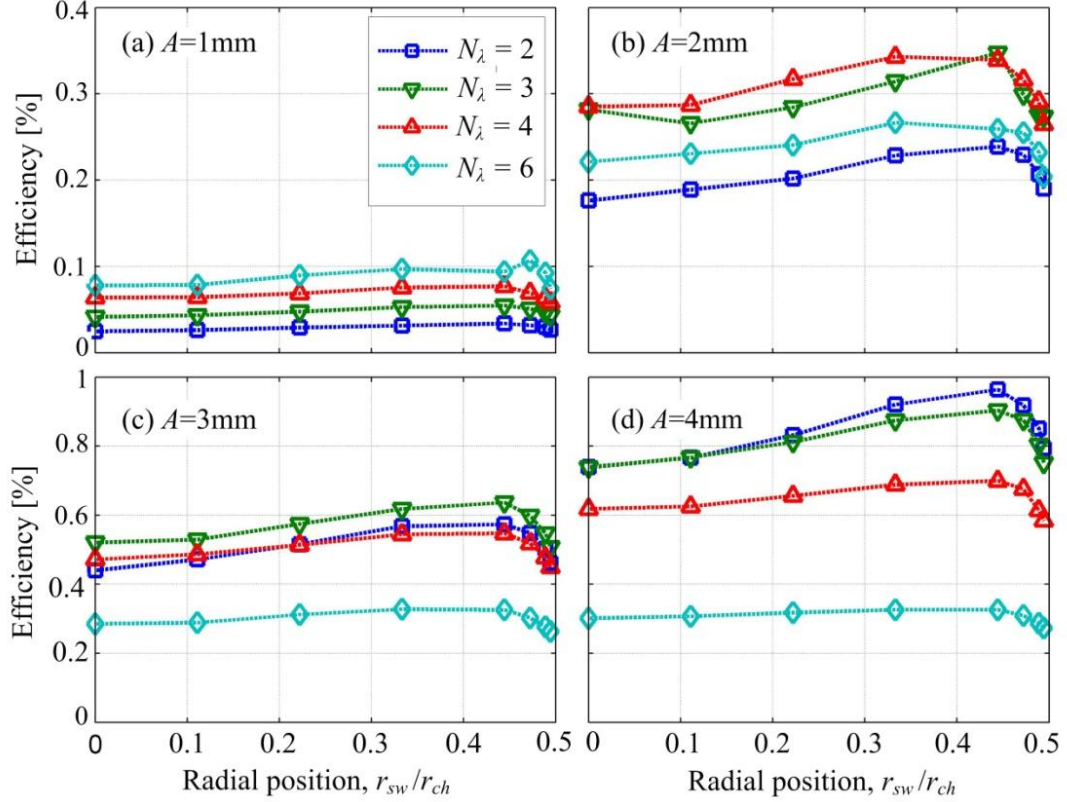 (a) A=1mm
N_λ = 2
N_λ = 3
N_λ = 4
N_λ = 6
(b) A=2mm
0.4
0.3
0.2
0.1
0
Efficiency [%]
(c) A=3mm
(d) A=4mm
1
0.8
0.6
0.4
0.2
0
Efficiency [%]
0 0.1 0.2 0.3 0.4 0.5
0 0.1 0.2 0.3 0.4 0.5
Radial position, r_sw/r_ch
Radial position, r_sw/r_ch